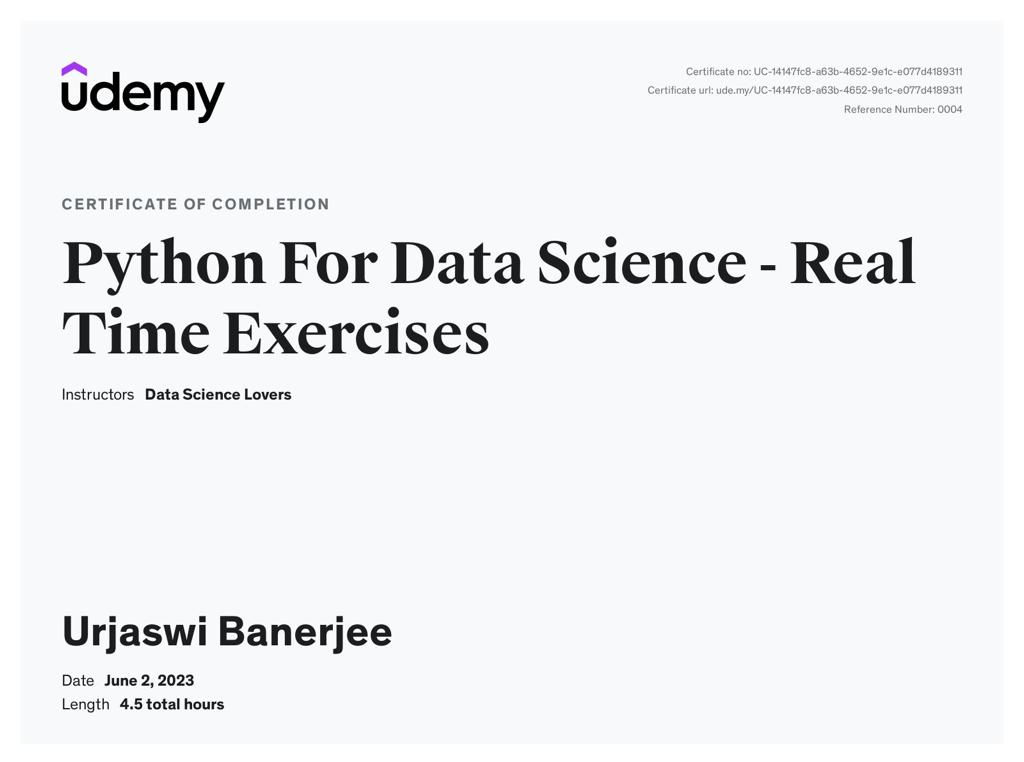 udemy
Certificate no: UC-14147fc8-a63b-4652-9e1c-e077d4189311
Certificate url: ude.my/UC-14147fc8-a63b-4652-9e1c-e077d4189311
Reference Number: 0004
CERTIFICATE OF COMPLETION
Python For Data Science - Real
Time Exercises
Instructors Data Science Lovers
Urjaswi Banerjee
Date June 2, 2023
Length 4.5 total hours